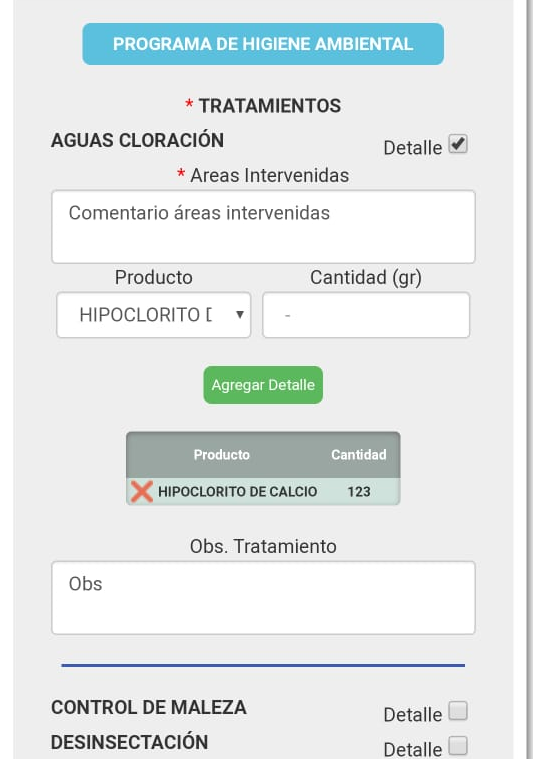 PROGRAMA DE HIGIENE AMBIENTAL
* TRATAMIENTOS
AGUAS CLORACIÓN Detalle
* Areas Intervenidas
Comentario áreas intervenidas
Producto Cantidad (gr)
HIPOCLORITO D -
Agregar Detalle
Producto Cantidad
HIPOCLORITO DE CALCIO 123
Obs. Tratamiento
Obs
CONTROL DE MALEZA Detalle
DESINSECTACIÓN Detalle